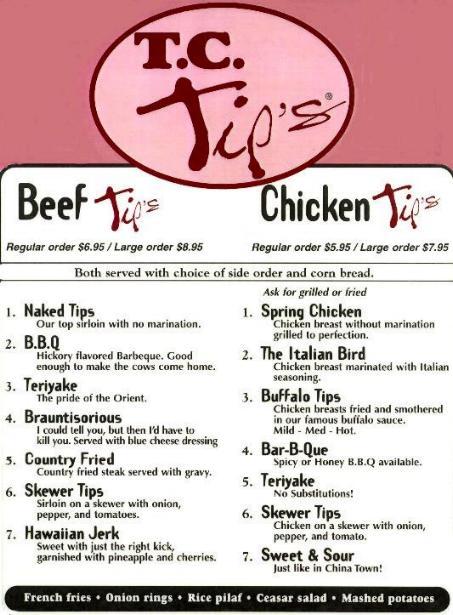 T.C.
Tip's®
Beef Tip's
Regular order $6.95 / Large order $8.95
Chicken Tip's
Regular order $5.95 / Large order $7.95
Both served with choice of side order and corn bread.
1. Naked Tips
Our top sirloin with no marination.
2. B.B.Q
Hickory flavored Barbeque. Good
enough to make the cows come home.
3. Teriyake
The pride of the Orient.
4. Brauntisorious
I could tell you, but then I'd have to
kill you. Served with blue cheese dressing
5. Country Fried
Country fried steak served with gravy.
6. Skewer Tips
Sirloin on a skewer with onion,
pepper, and tomatoes.
7. Hawaiian Jerk
Sweet with just the right kick,
garnished with pineapple and cherries.
Ask for grilled or fried
1. Spring Chicken
Chicken breast without marination
grilled to perfection.
2. The Italian Bird
Chicken breast marinated with Italian
seasoning.
3. Buffalo Tips
Chicken breasts fried and smothered
in our famous buffalo sauce.
Mild - Med - Hot.
4. Bar-B-Que
Spicy or Honey B.B.Q available.
5. Teriyake
No Substitutions!
6. Skewer Tips
Chicken on a skewer with onion,
pepper, and tomato.
7. Sweet & Sour
Just like in China Town!
French fries • Onion rings • Rice pilaf • Ceasar salad • Mashed potatoes